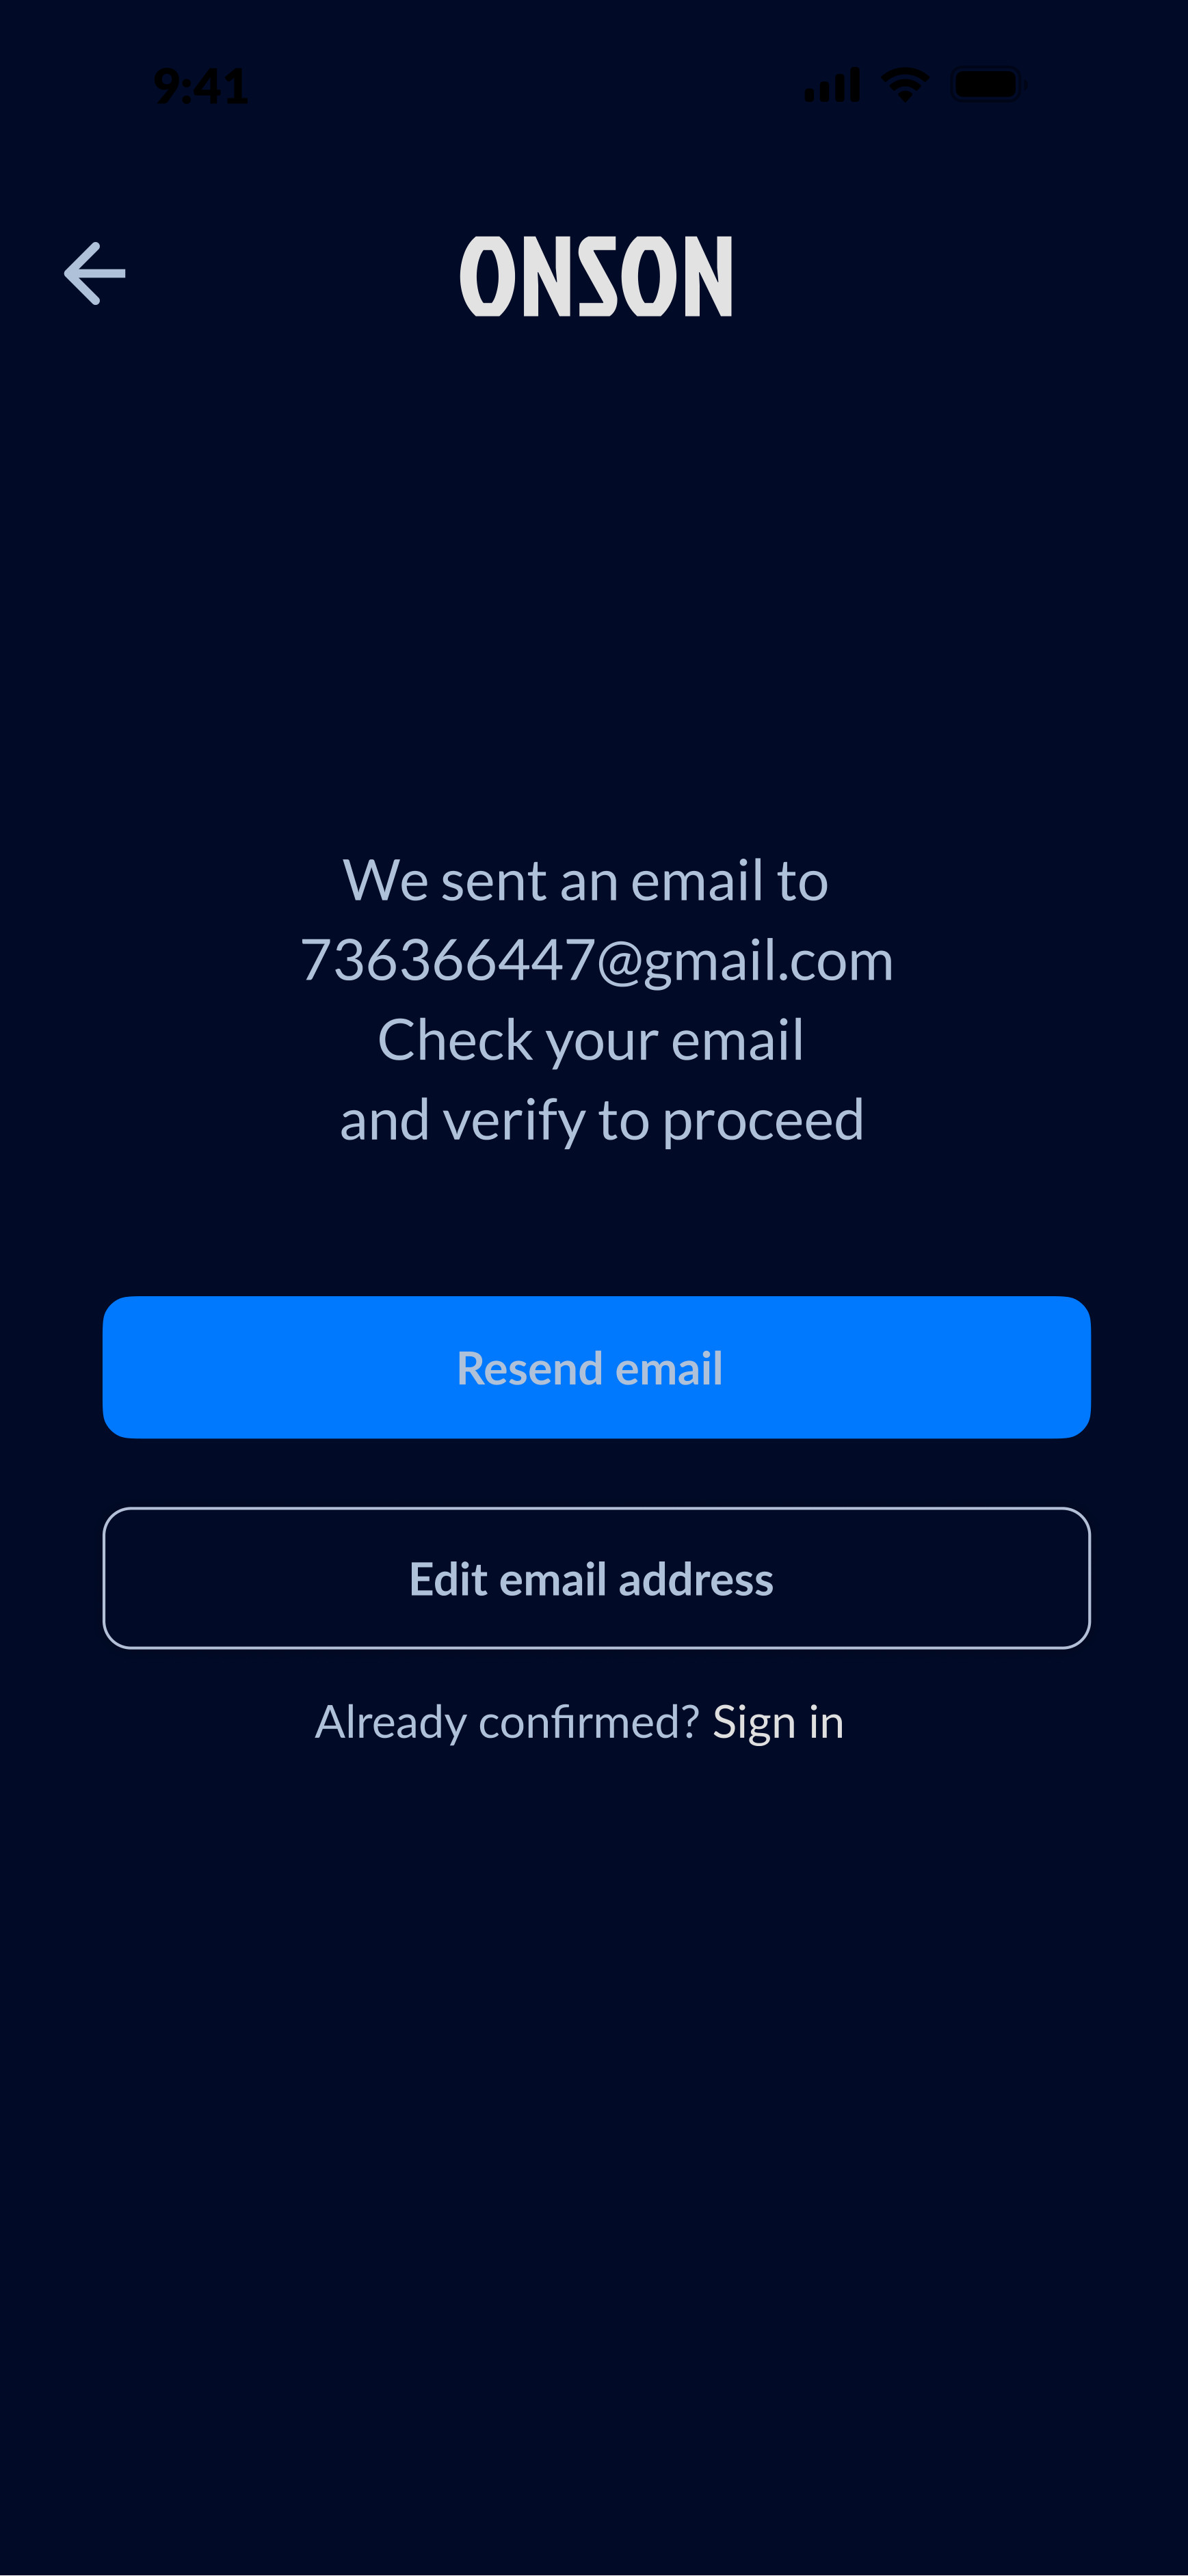 9:41
ONSON
We sent an email to
736366447@gmail.com
Check your email
and verify to proceed
Resend email
Edit email address
Already confirmed? Sign in